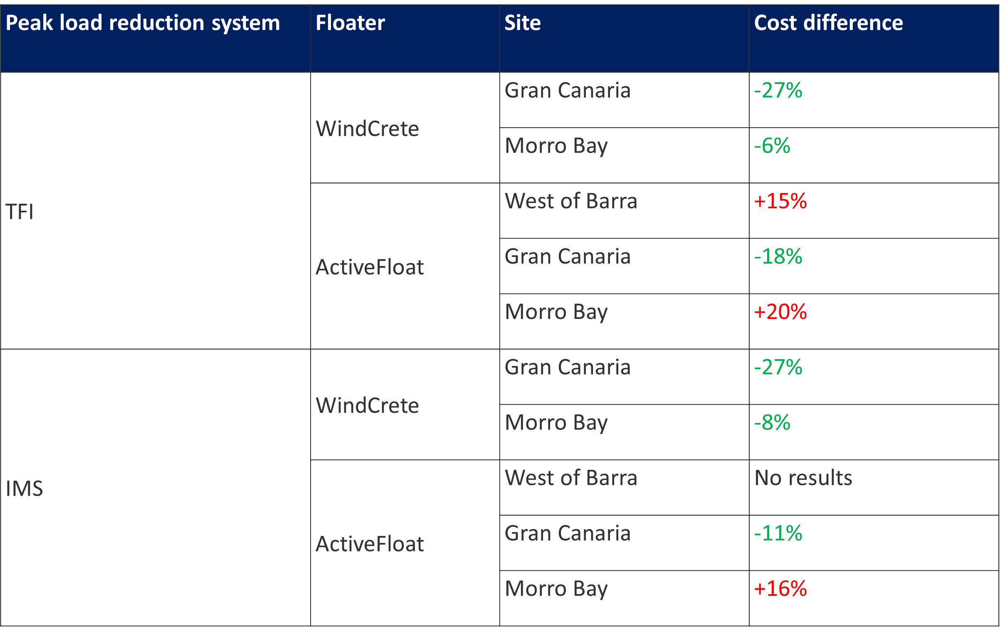 Peak load reduction system Floater Site Cost difference
TFI WindCrete Gran Canaria -27%
Morro Bay -6%
ActiveFloat West of Barra +15%
Gran Canaria -18%
Morro Bay +20%
IMS WindCrete Gran Canaria -27%
Morro Bay -8%
ActiveFloat West of Barra No results
Gran Canaria -11%
Morro Bay +16%